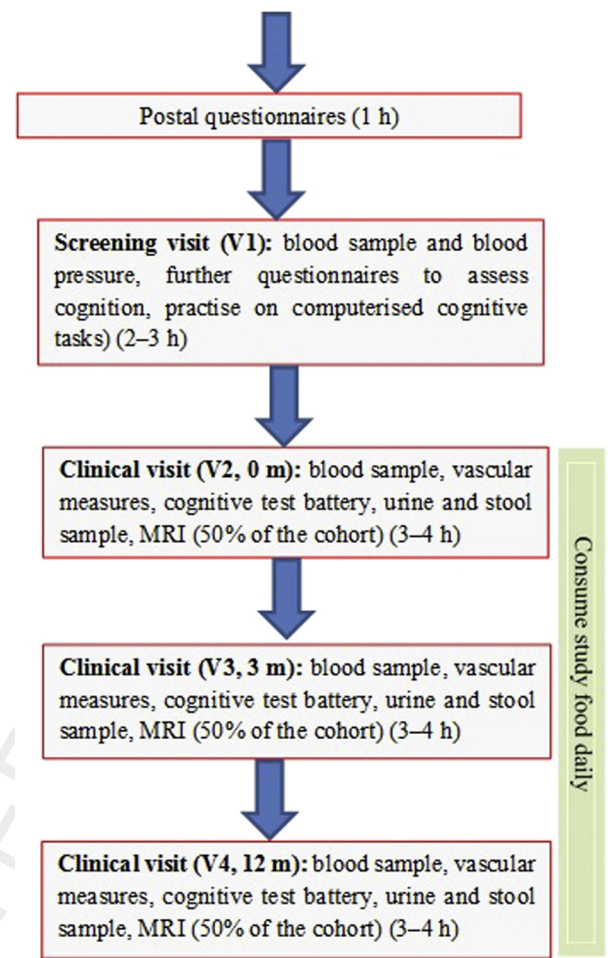 Postal questionnaires (1 h)
Screening visit (V1): blood sample and blood
pressure, further questionnaires to assess
cognition, practise on computerised cognitive
tasks) (2–3 h)
Clinical visit (V2, 0 m): blood sample, vascular
measures, cognitive test battery, urine and stool
sample, MRI (50% of the cohort) (3–4 h)
Clinical visit (V3, 3 m): blood sample, vascular
measures, cognitive test battery, urine and stool
sample, MRI (50% of the cohort) (3–4 h)
Clinical visit (V4, 12 m): blood sample, vascular
measures, cognitive test battery, urine and stool
sample, MRI (50% of the cohort) (3–4 h)
Consume study food daily